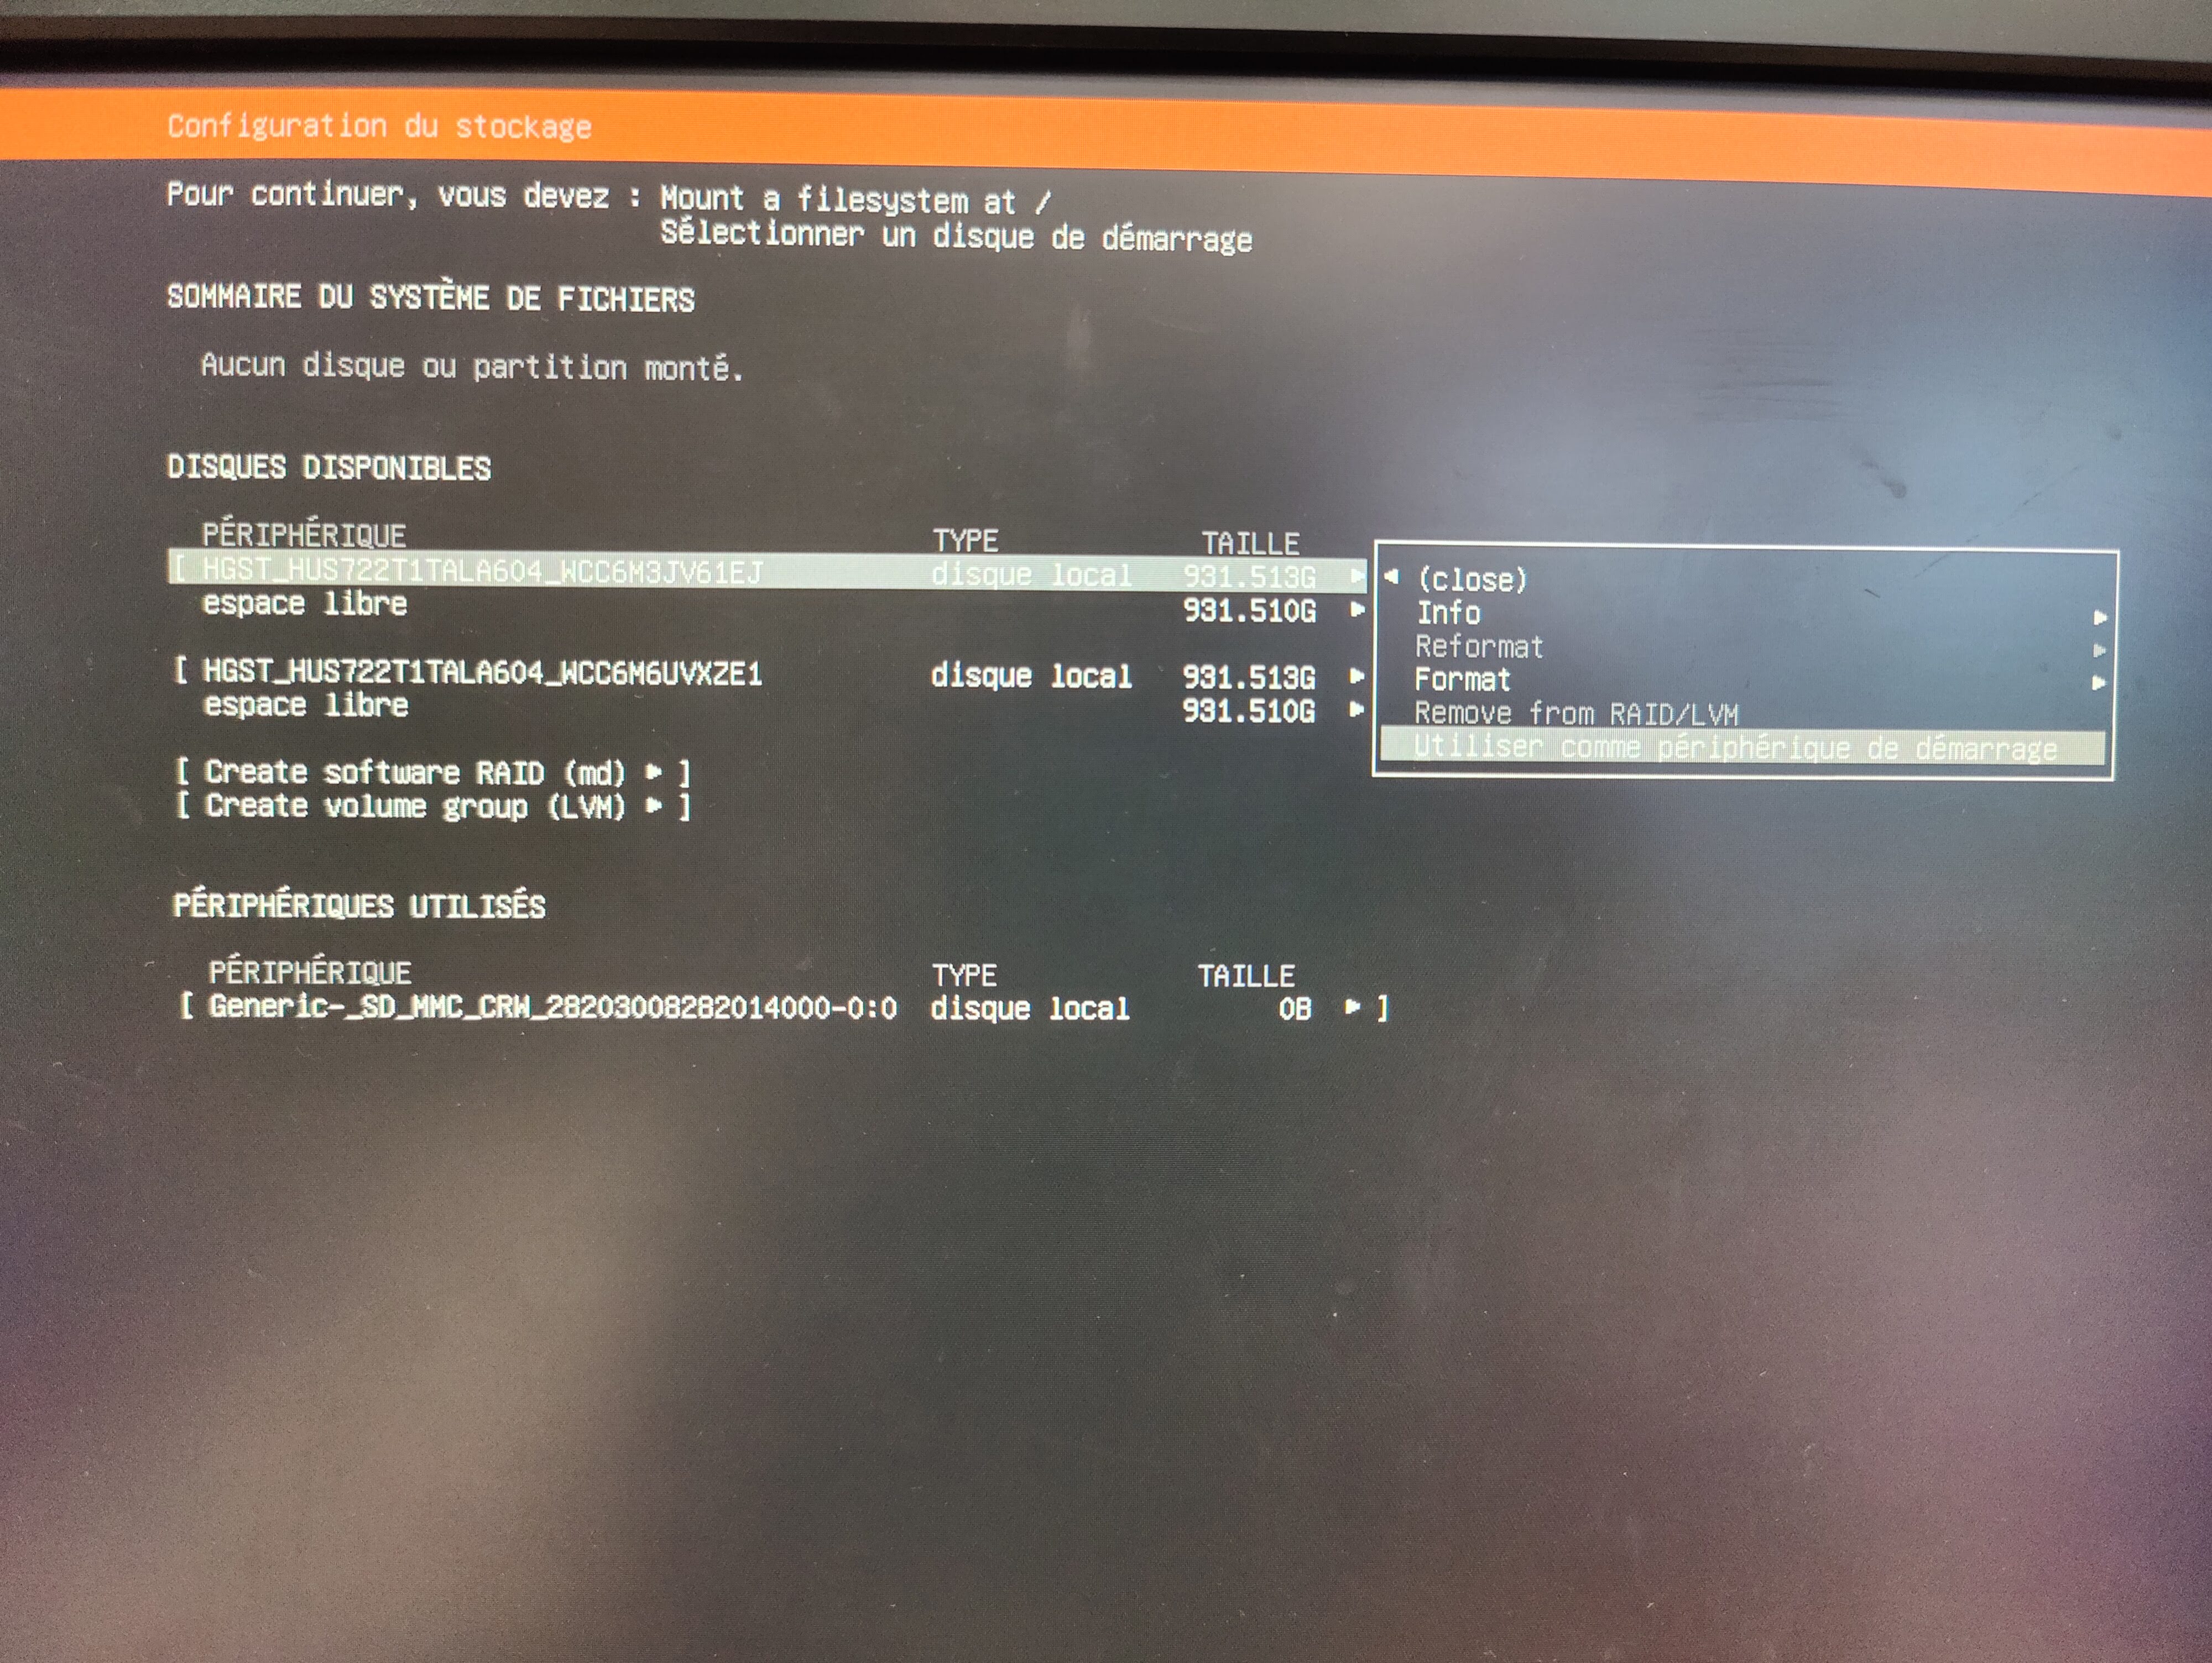 Configuration du stockage
Pour continuer, vous devez : Mount a filesystem at /
Sélectionner un disque de démarrage
SOMMAIRE DU SYSTÈME DE FICHIERS
Aucun disque ou partition monté.
DISQUES DISPONIBLES
PÉRIPHÉRIQUE TYPE TAILLE
[ HGST_HUS722T1TALA604_WCC6M3JV61EJ disque local 931.513G ▸
espace libre 931.510G ▸
[ HGST_HUS722T1TALA604_WCC6M6UVXZE1 disque local 931.513G ▸
espace libre 931.510G ▸
◂ (close)
Info ▸
Reformat ▸
Format ▸
Remove from RAID/LVM
Utiliser comme périphérique de démarrage
[ Create software RAID (md) ▸ ]
[ Create volume group (LVM) ▸ ]
PÉRIPHÉRIQUES UTILISÉS
PÉRIPHÉRIQUE TYPE TAILLE
[ Generic-_SD_MMC_CRW_28203008282014000-0:0 disque local 0B ▸ ]